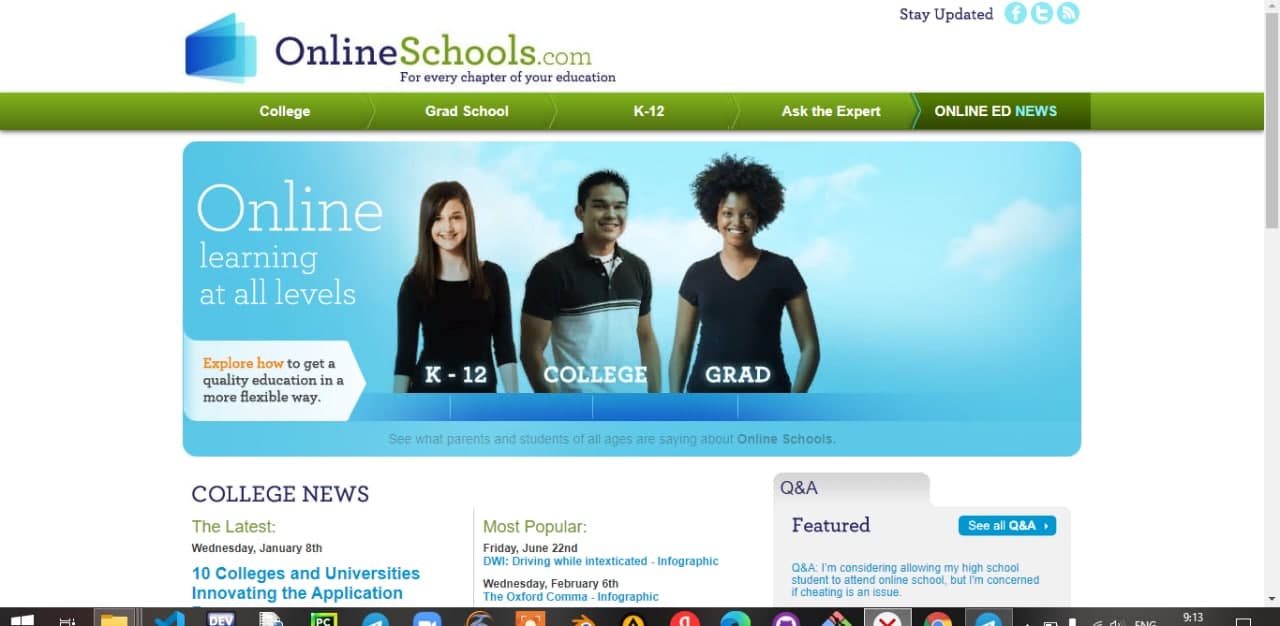 Stay Updated
OnlineSchools.com
For every chapter of your education
College
Grad School
K-12
Ask the Expert
ONLINE ED NEWS
Online
learning
at all levels
Explore how to get a
quality education in a
more flexible way.
K - 12
COLLEGE
GRAD
See what parents and students of all ages are saying about Online Schools.
COLLEGE NEWS
The Latest:
Wednesday, January 8th
10 Colleges and Universities
Innovating the Application
Most Popular:
Friday, June 22nd
DWI: Driving while intexticated - Infographic
Wednesday, February 6th
The Oxford Comma - Infographic
Q&A
Featured
See all Q&A
Q&A: I'm considering allowing my high school
student to attend online school, but I'm concerned
if cheating is an issue.
DEV
PC
ENG
9:13